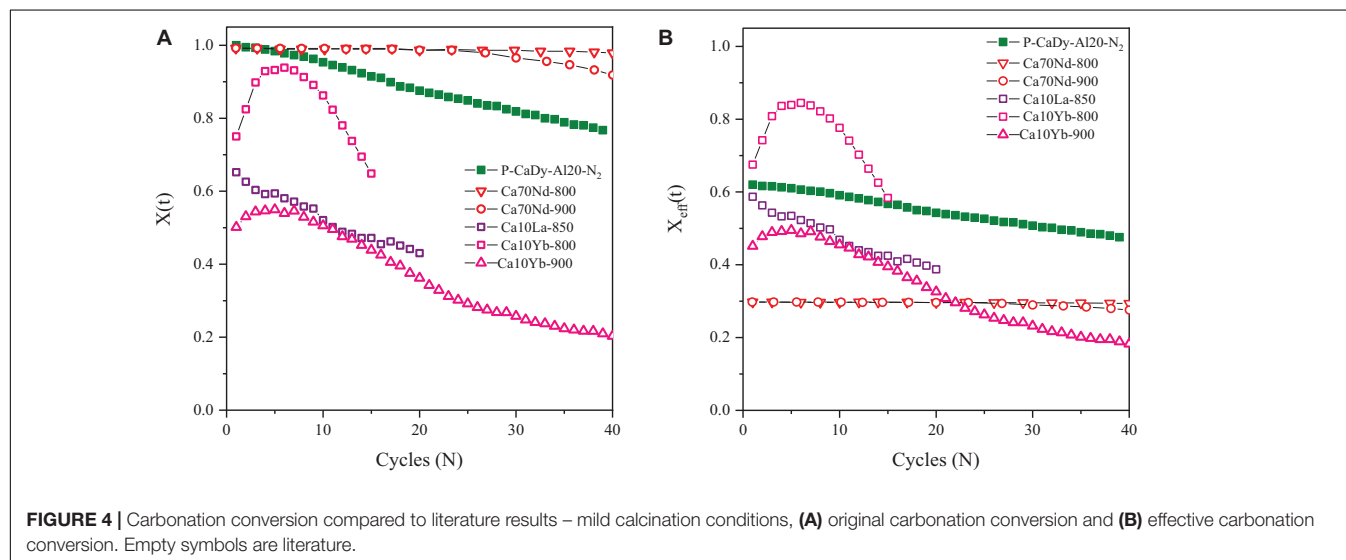 A
1.0
0.8
0.6
0.4
0.2
0.0
X(t)
0
10
20
30
40
Cycles (N)
P-CaDy-Al20-N₂
Ca70Nd-800
Ca70Nd-900
Ca10La-850
Ca10Yb-800
Ca10Yb-900
B
1.0
0.8
0.6
0.4
0.2
0.0
X_eff(t)
0
10
20
30
40
Cycles (N)
P-CaDy-Al20-N₂
Ca70Nd-800
Ca70Nd-900
Ca10La-850
Ca10Yb-800
Ca10Yb-900
FIGURE 4 | Carbonation conversion compared to literature results – mild calcination conditions, (A) original carbonation conversion and (B) effective carbonation
conversion. Empty symbols are literature.